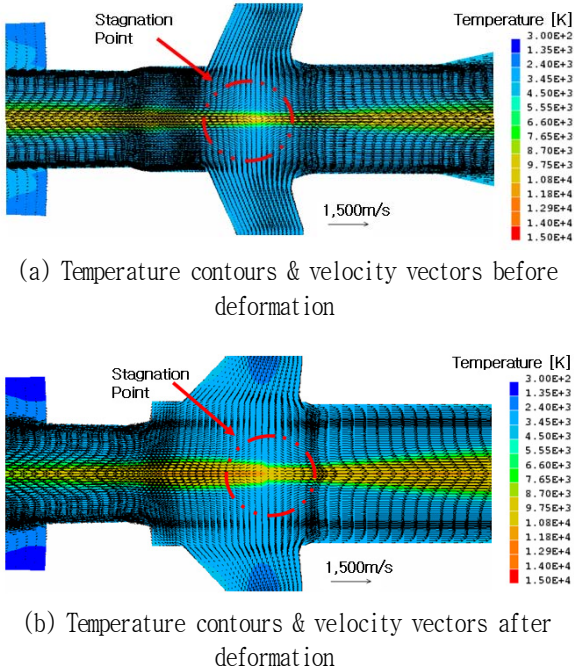 Stagnation
Point
Temperature [K]
3.00E+2
1.35E+3
2.40E+3
3.45E+3
4.50E+3
5.55E+3
6.60E+3
7.65E+3
8.70E+3
9.75E+3
1.08E+4
1.18E+4
1.29E+4
1.40E+4
1.50E+4
1,500m/s
(a) Temperature contours & velocity vectors before
deformation
Stagnation
Point
Temperature [K]
3.00E+2
1.35E+3
2.40E+3
3.45E+3
4.50E+3
5.55E+3
6.60E+3
7.65E+3
8.70E+3
9.75E+3
1.08E+4
1.18E+4
1.29E+4
1.40E+4
1.50E+4
1,500m/s
(b) Temperature contours & velocity vectors after
deformation